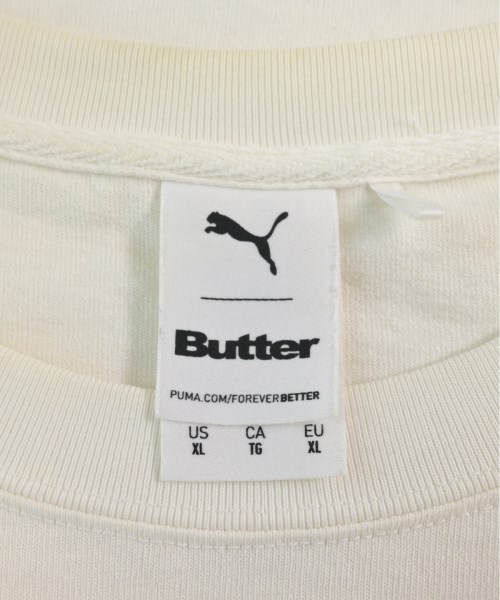 Butter
PUMA.COM/FOREVERBETTER
US CA EU
XL TG XL